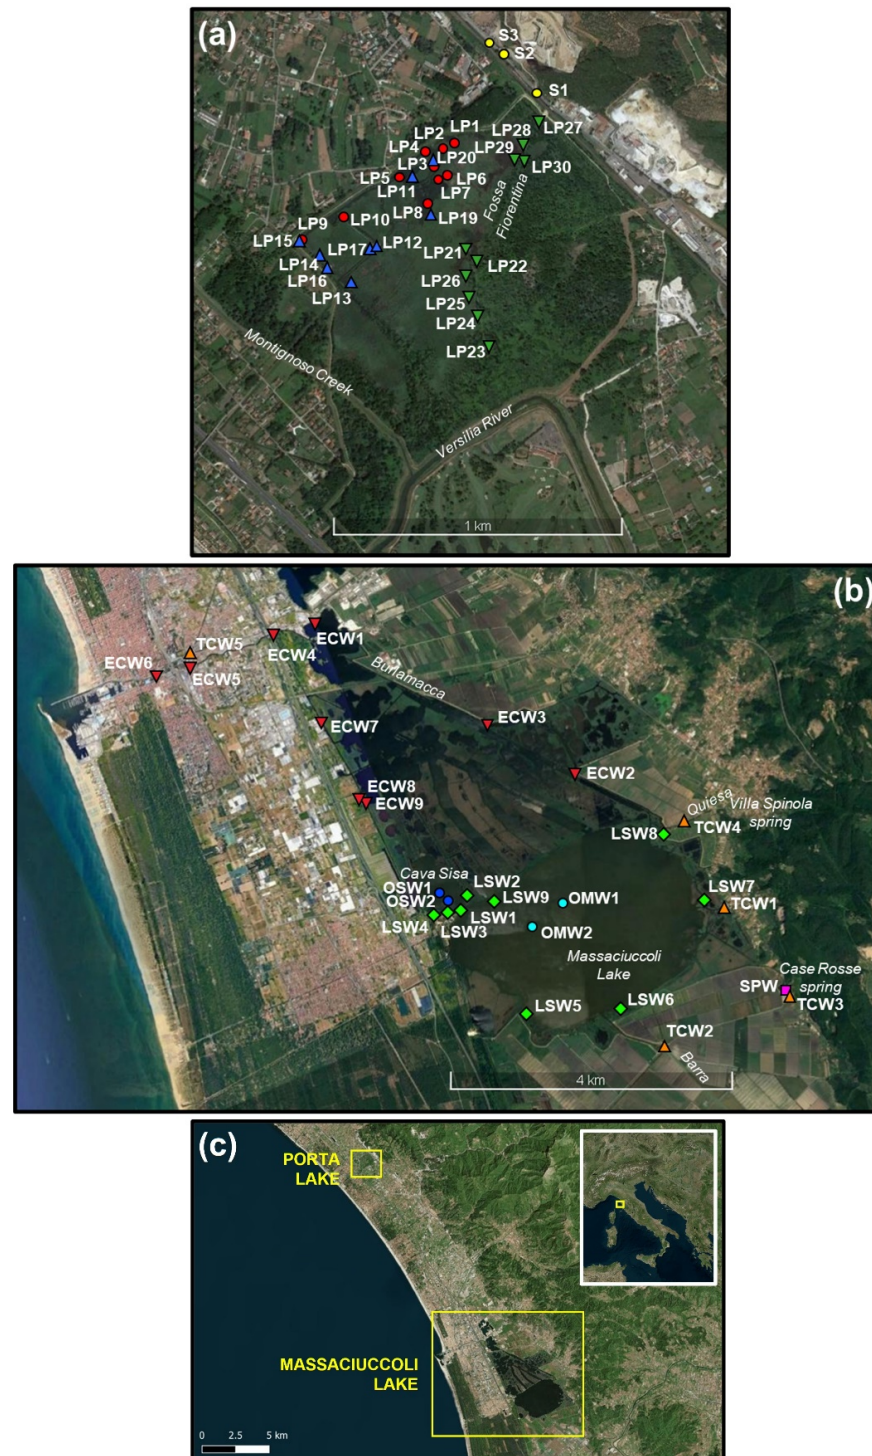 (a)
S3
S2
S1
LP27
LP28
LP1
LP2
LP29
LP4
LP20
LP30
LP3
LP5
LP6
LP11
LP7
Fossa
Fiorentina
LP8
LP19
LP9
LP10
LP15
LP17
LP12
LP21
LP14
LP22
LP16
LP26
LP13
LP25
LP24
LP23
Montignoso Creek
Versilia River
1 km
(b)
ECW1
TCW5
ECW4
ECW6
ECW5
Burlamacca
ECW7
ECW3
ECW2
ECW8
ECW9
Quiesa
Villa Spinola
spring
TCW4
LSW8
Cava Sisa
OSW1
LSW2
OSW2
LSW9
OMW1
LSW7
TCW1
LSW4
LSW1
LSW3
OMW2
Massaciuccoli
Lake
Case Rosse
spring
SPW
TCW3
LSW5
LSW6
TCW2
Barra
4 km
(c)
PORTA
LAKE
MASSACIUCCOLI
LAKE
0 2.5 5 km